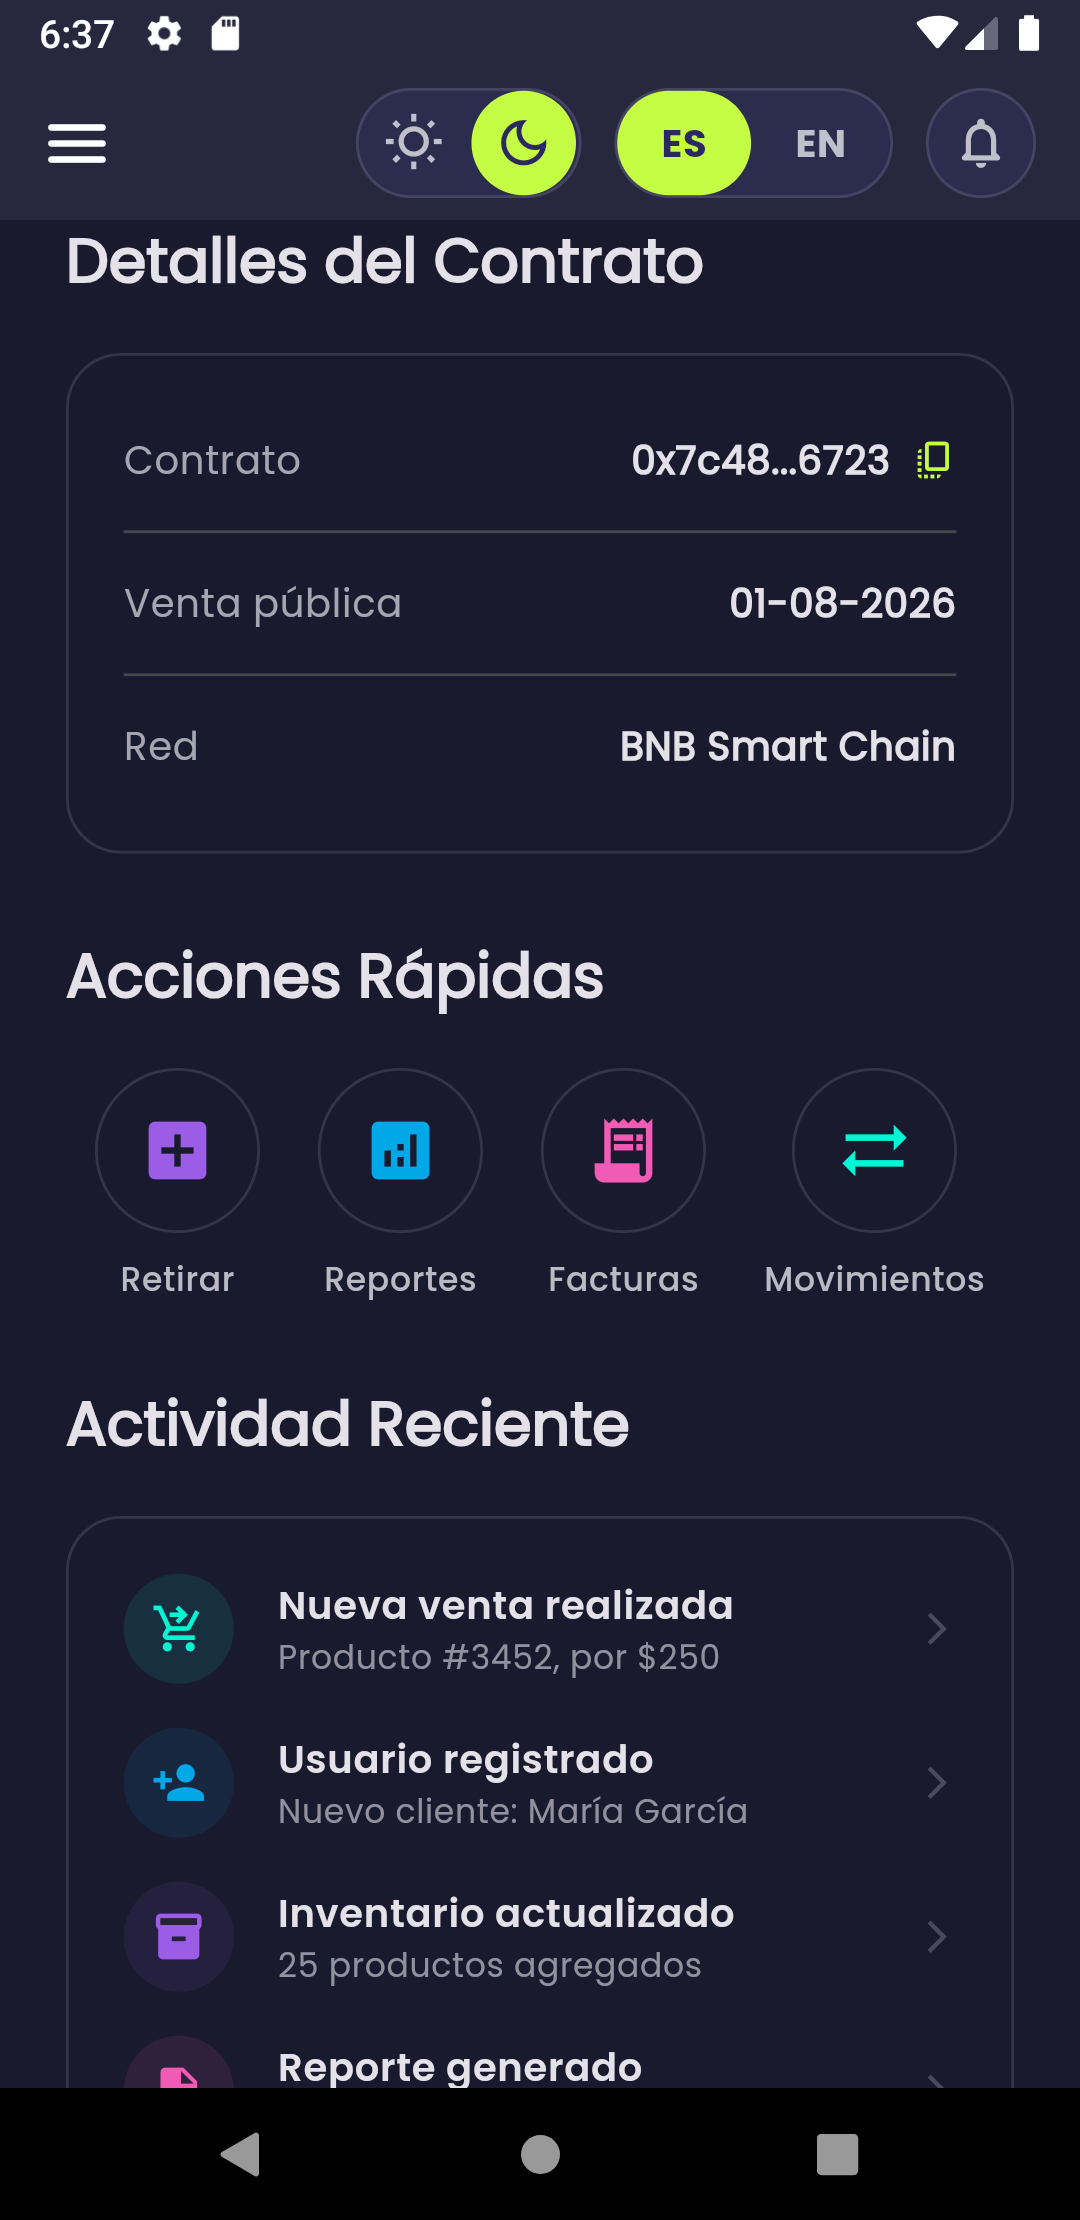 6:37
ES EN
Detalles del Contrato
Contrato 0x7c48...6723
Venta pública 01-08-2026
Red BNB Smart Chain
Acciones Rápidas
Retirar Reportes Facturas Movimientos
Actividad Reciente
Nueva venta realizada
Producto #3452, por $250
Usuario registrado
Nuevo cliente: María García
Inventario actualizado
25 productos agregados
Reporte generado